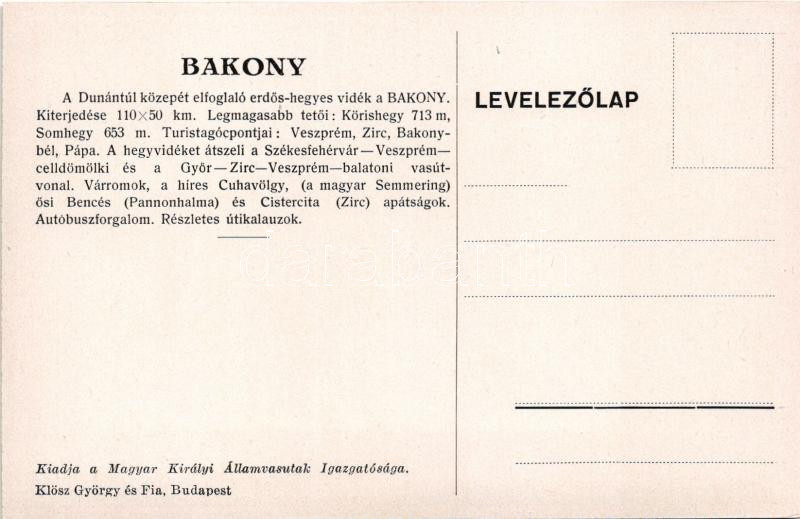 BAKONY
A Dunántúl közepét elfoglaló erdős-hegyes vidék a BAKONY.
Kiterjedése 110×50 km. Legmagasabb tetői: Kőrishegy 713 m,
Somhegy 653 m. Turistagócpontjai: Veszprém, Zirc, Bakony-
bél, Pápa. A hegyvidéket átszeli a Székesfehérvár—Veszprém—
celldömölki és a Győr—Zirc—Veszprém—balatoni vasút-
vonal. Várromok, a híres Cuhavölgy, (a magyar Semmering)
ősi Bencés (Pannonhalma) és Cistercita (Zirc) apátságok.
Autóbuszforgalom. Részletes útikalauzok.
Kiadja a Magyar Királyi Államvasutak Igazgatósága.
Klösz György és Fia, Budapest
LEVELEZŐLAP